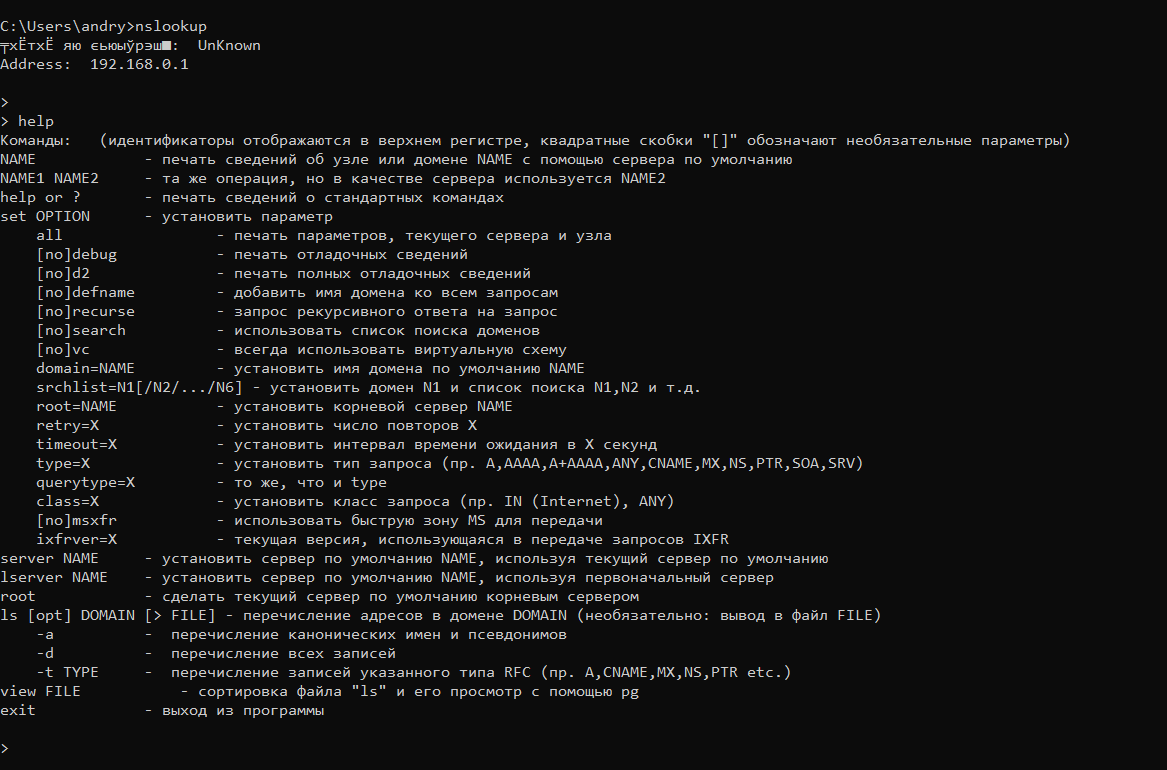 C:\Users\andry>nslookup
╤хЁтхЁ яю єьюыўрэш■:  UnKnown
Address:  192.168.0.1
>
> help
Команды:   (идентификаторы отображаются в верхнем регистре, квадратные скобки "[]" обозначают необязательные параметры)
NAME            - печать сведений об узле или домене NAME с помощью сервера по умолчанию
NAME1 NAME2     - та же операция, но в качестве сервера используется NAME2
help or ?       - печать сведений о стандартных командах
set OPTION      - установить параметр
    all                 - печать параметров, текущего сервера и узла
    [no]debug           - печать отладочных сведений
    [no]d2              - печать полных отладочных сведений
    [no]defname         - добавить имя домена ко всем запросам
    [no]recurse         - запрос рекурсивного ответа на запрос
    [no]search          - использовать список поиска доменов
    [no]vc              - всегда использовать виртуальную схему
    domain=NAME         - установить имя домена по умолчанию NAME
    srchlist=N1[/N2/.../N6] - установить домен N1 и список поиска N1,N2 и т.д.
    root=NAME           - установить корневой сервер NAME
    retry=X             - установить число повторов X
    timeout=X           - установить интервал времени ожидания в X секунд
    type=X              - установить тип запроса (пр. A,AAAA,A+AAAA,ANY,CNAME,MX,NS,PTR,SOA,SRV)
    querytype=X         - то же, что и type
    class=X             - установить класс запроса (пр. IN (Internet), ANY)
    [no]msxfr           - использовать быструю зону MS для передачи
    ixfrver=X           - текущая версия, использующаяся в передаче запросов IXFR
server NAME     - установить сервер по умолчанию NAME, используя текущий сервер по умолчанию
lserver NAME    - установить сервер по умолчанию NAME, используя первоначальный сервер
root            - сделать текущий сервер по умолчанию корневым сервером
ls [opt] DOMAIN [> FILE] - перечисление адресов в домене DOMAIN (необязательно: вывод в файл FILE)
    -a          -  перечисление канонических имен и псевдонимов
    -d          -  перечисление всех записей
    -t TYPE     -  перечисление записей указанного типа RFC (пр. A,CNAME,MX,NS,PTR etc.)
view FILE           - сортировка файла "ls" и его просмотр с помощью pg
exit            - выход из программы
>